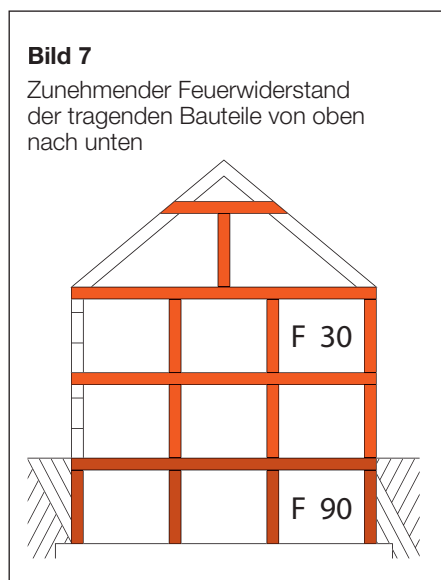 Bild 7
Zunehmender Feuerwiderstand
der tragenden Bauteile von oben
nach unten
F 30
F 90